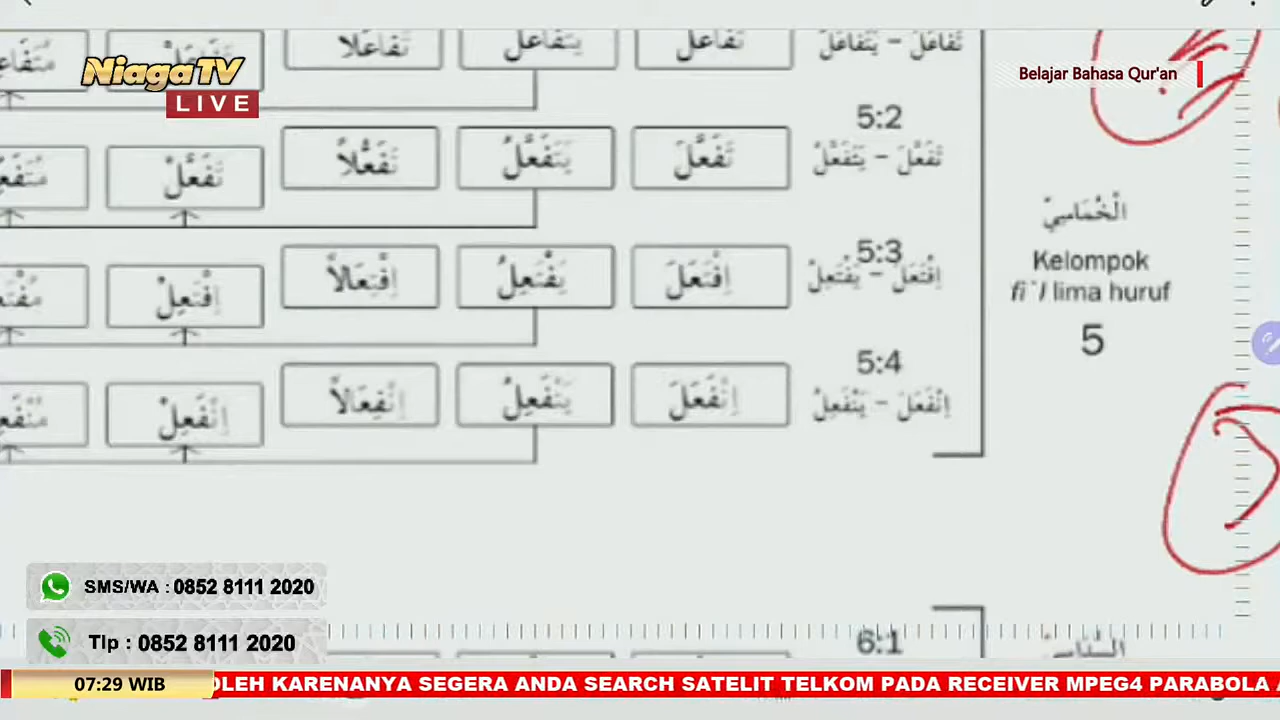 NiagaTV
LIVE
Belajar Bahasa Qur'an
تَفَاعَلَ - يَتَفَاعَلُ
تَفَاعَلَ
يَتَفَاعَلُ
تَفَاعُلًا
5:2
تَفَعَّلَ - يَتَفَعَّلُ
تَفَعَّلَ
يَتَفَعَّلُ
تَفَعُّلاً
تَفَعَّلْ
5:3
اِفْتَعَلَ - يَفْتَعِلُ
اِفْتَعَلَ
يَفْتَعِلُ
اِفْتِعَالاً
اِفْتَعِلْ
5:4
اِنْفَعَلَ - يَنْفَعِلُ
اِنْفَعَلَ
يَنْفَعِلُ
اِنْفِعَالاً
اِنْفَعِلْ
الْخُمَاسِيّ
Kelompok
fi`l lima huruf
5
6:1
SMS/WA : 0852 8111 2020
Tlp : 0852 8111 2020
07:29 WIB
OLEH KARENANYA SEGERA ANDA SEARCH SATELIT TELKOM PADA RECEIVER MPEG4 PARABOLA